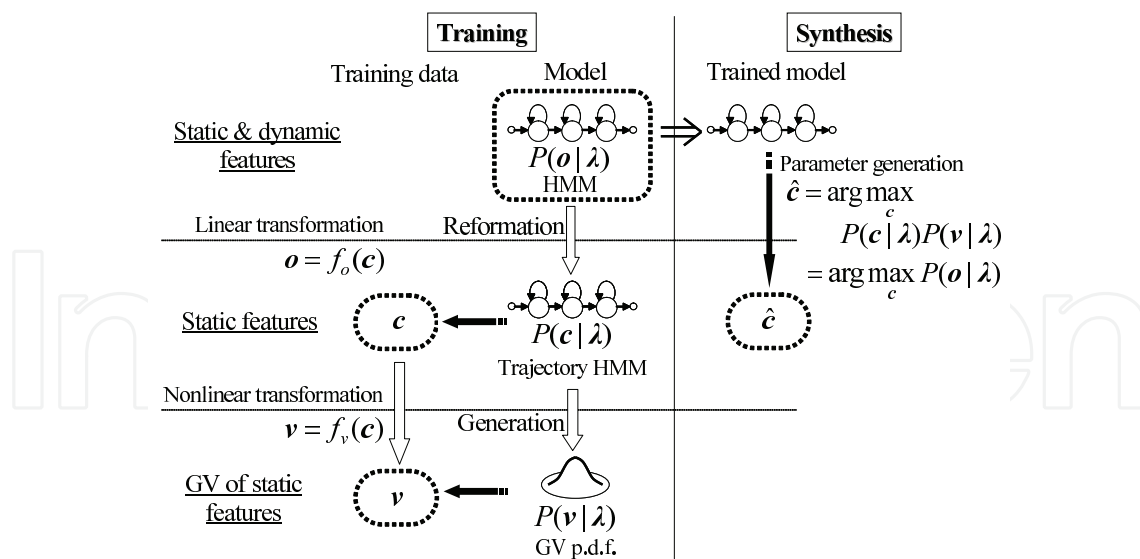 Training
Synthesis
Training data
Model
Trained model
Static & dynamic
features
P(o | λ)
HMM
Parameter generation
ĉ = arg max
c
P(c | λ)P(v | λ)
= arg max P(o | λ)
c
Linear transformation
Reformation
o = f_o(c)
Static features
c
P(c | λ)
ĉ
Trajectory HMM
Nonlinear transformation
v = f_v(c)
Generation
GV of static
features
v
P(v | λ)
GV p.d.f.